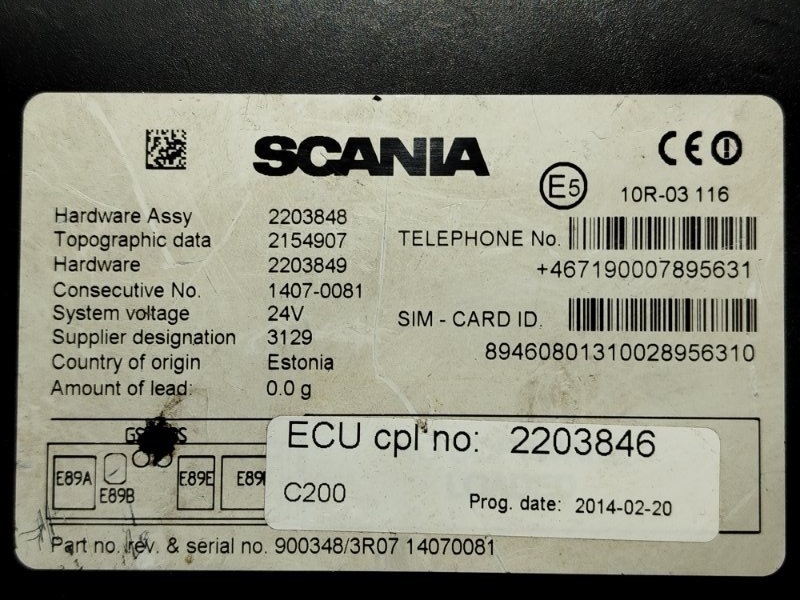 SCANIA
CE
E5
10R-03 116
Hardware Assy 2203848
Topographic data 2154907
Hardware 2203849
Consecutive No. 1407-0081
System voltage 24V
Supplier designation 3129
Country of origin Estonia
Amount of lead: 0.0 g
TELEPHONE No.
+467190007895631
SIM - CARD ID.
89460801310028956310
E89A
E89B
E89E
ECU cpl no: 2203846
C200
Prog. date: 2014-02-20
Part no. rev. & serial no. 900348/3R07 14070081